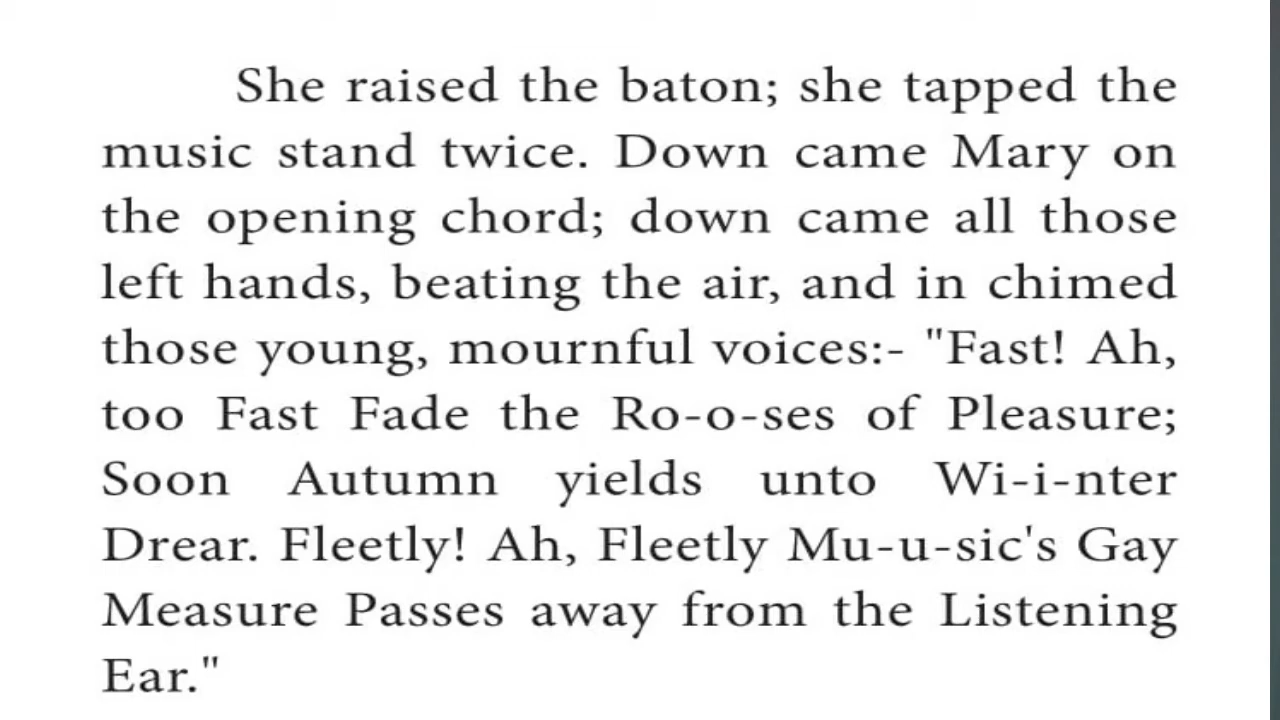 She raised the baton; she tapped the
music stand twice. Down came Mary on
the opening chord; down came all those
left hands, beating the air, and in chimed
those young, mournful voices:- "Fast! Ah,
too Fast Fade the Ro-o-ses of Pleasure;
Soon Autumn yields unto Wi-i-nter
Drear. Fleetly! Ah, Fleetly Mu-u-sic's Gay
Measure Passes away from the Listening
Ear."